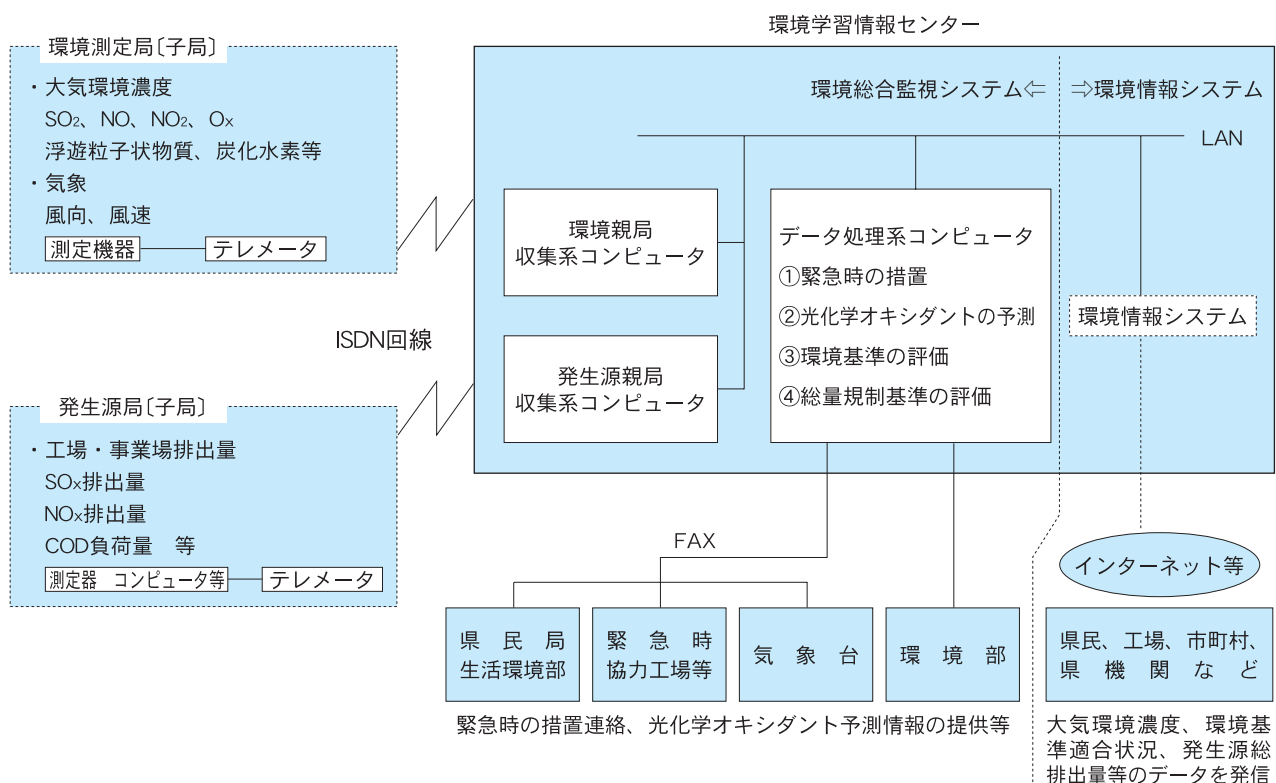 環境学習情報センター
環境測定局〔子局〕
・大気環境濃度
SO₂、NO、NO₂、Ox
浮遊粒子状物質、炭化水素等
・気象
風向、風速
測定機器
テレメータ
ISDN回線
発生源局〔子局〕
・工場・事業場排出量
SOx排出量
NOx排出量
COD負荷量　等
測定器　コンピュータ等
テレメータ
環境総合監視システム⇐
⇒環境情報システム
LAN
環境親局
収集系コンピュータ
発生源親局
収集系コンピュータ
データ処理系コンピュータ
①緊急時の措置
②光化学オキシダントの予測
③環境基準の評価
④総量規制基準の評価
環境情報システム
FAX
インターネット等
県民局
生活環境部
緊急時
協力工場等
気象台
環境部
県民、工場、市町村、
県機関など
緊急時の措置連絡、光化学オキシダント予測情報の提供等
大気環境濃度、環境基
準適合状況、発生源総
排出量等のデータを発信